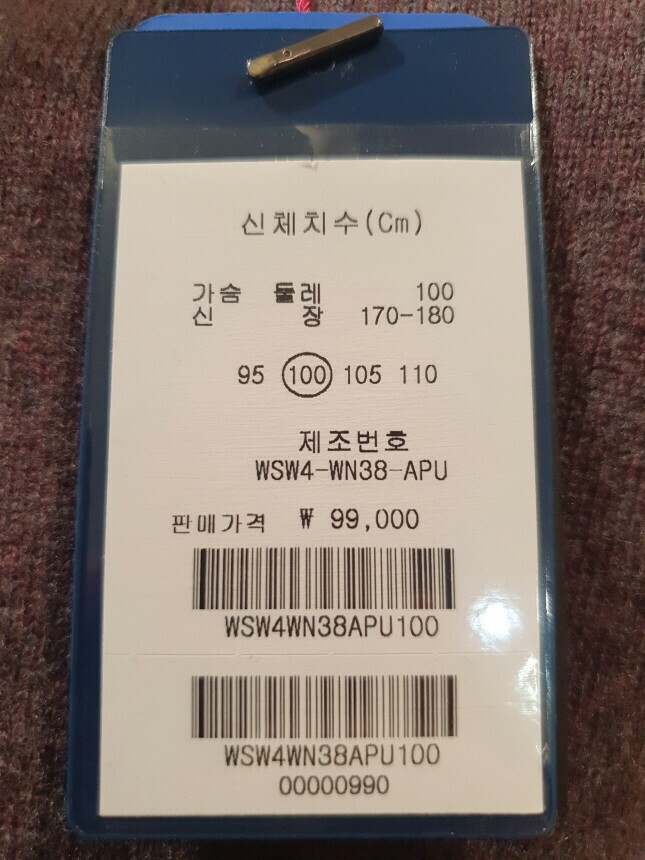 신체치수(Cm)
가슴 둘레 100
신 장 170-180
95 100 105 110
제조번호
WSW4-WN38-APU
판매가격 ₩ 99,000
WSW4WN38APU100
WSW4WN38APU100
00000990